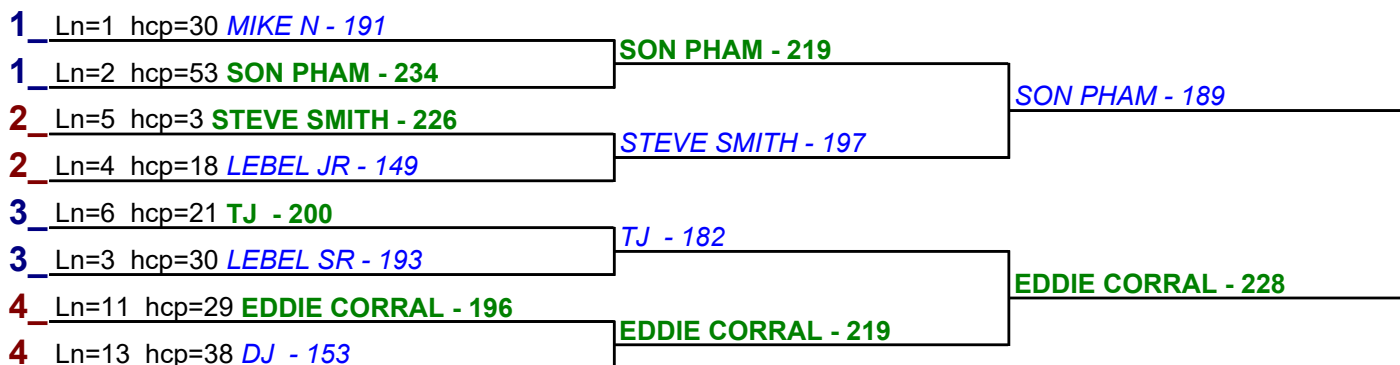 1_ Ln=1 hcp=30 MIKE N - 191
SON PHAM - 219
1_ Ln=2 hcp=53 SON PHAM - 234
SON PHAM - 189
2_ Ln=5 hcp=3 STEVE SMITH - 226
STEVE SMITH - 197
2_ Ln=4 hcp=18 LEBEL JR - 149
3_ Ln=6 hcp=21 TJ - 200
TJ - 182
3_ Ln=3 hcp=30 LEBEL SR - 193
EDDIE CORRAL - 228
4_ Ln=11 hcp=29 EDDIE CORRAL - 196
EDDIE CORRAL - 219
4 Ln=13 hcp=38 DJ - 153